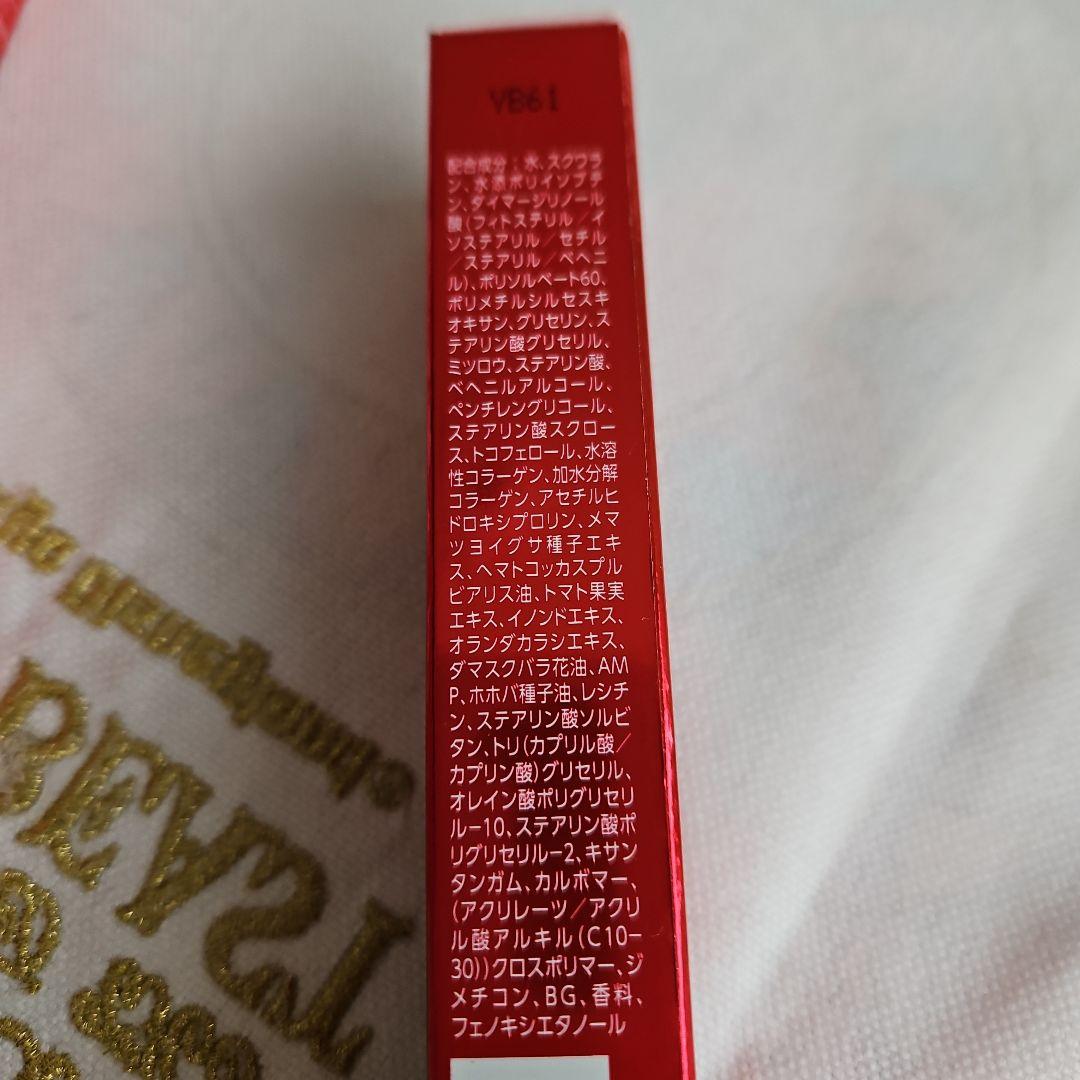 VB61
配合成分：水、スクワラ
ン、水添ポリイソブテ
ン、ダイマージリノール
酸(フィトステリル／イ
ソステアリル／セチル
／ステアリル／ベヘニ
ル)、ポリソルベート60、
ポリメチルシルセスキ
オキサン、グリセリン、ス
テアリン酸グリセリル、
ミツロウ、ステアリン酸、
ベヘニルアルコール、
ペンチレングリコール、
ステアリン酸スクロー
ス、トコフェロール、水溶
性コラーゲン、加水分解
コラーゲン、アセチルヒ
ドロキシプロリン、メマ
ツヨイグサ種子エキ
ス、ヘマトコッカスプル
ビアリス油、トマト果実
エキス、イノンドエキス、
オランダカラシエキス、
ダマスクバラ花油、AM
P、ホホバ種子油、レシチ
ン、ステアリン酸ソルビ
タン、トリ(カプリル酸／
カプリン酸)グリセリル、
オレイン酸ポリグリセリ
ル-10、ステアリン酸ポ
リグリセリル-2、キサン
タンガム、カルボマー、
(アクリレーツ／アクリ
ル酸アルキル(C10-
30))クロスポリマー、ジ
メチコン、BG、香料、
フェノキシエタノール
BEAST